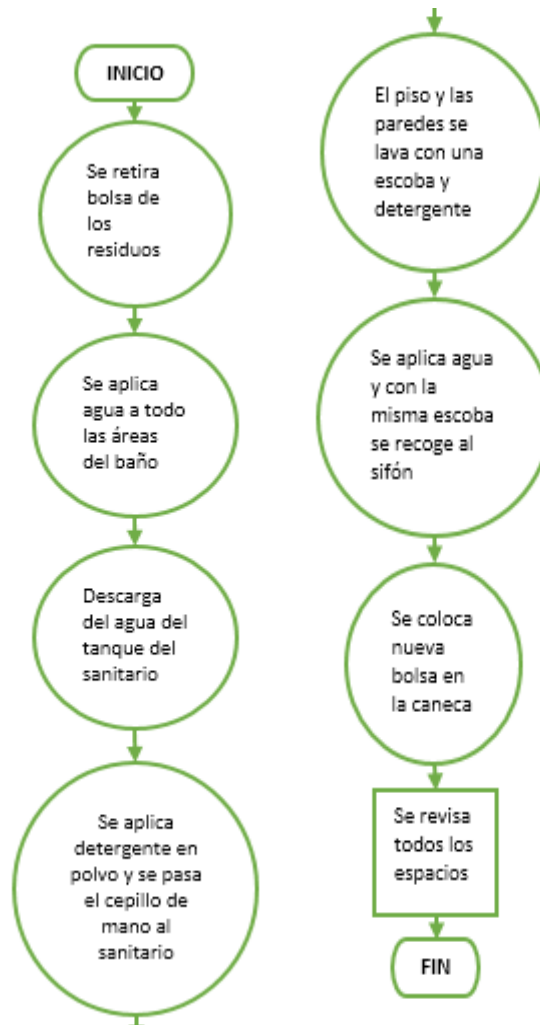 INICIO
Se retira
bolsa de
los
residuos
Se aplica
agua a todo
las áreas
del baño
Descarga
del agua del
tanque del
sanitario
Se aplica
detergente en
polvo y se pasa
el cepillo de
mano al
sanitario
El piso y las
paredes se
lava con una
escoba y
detergente
Se aplica agua
y con la
misma escoba
se recoge al
sifón
Se coloca
nueva
bolsa en
la caneca
Se revisa
todos los
espacios
FIN